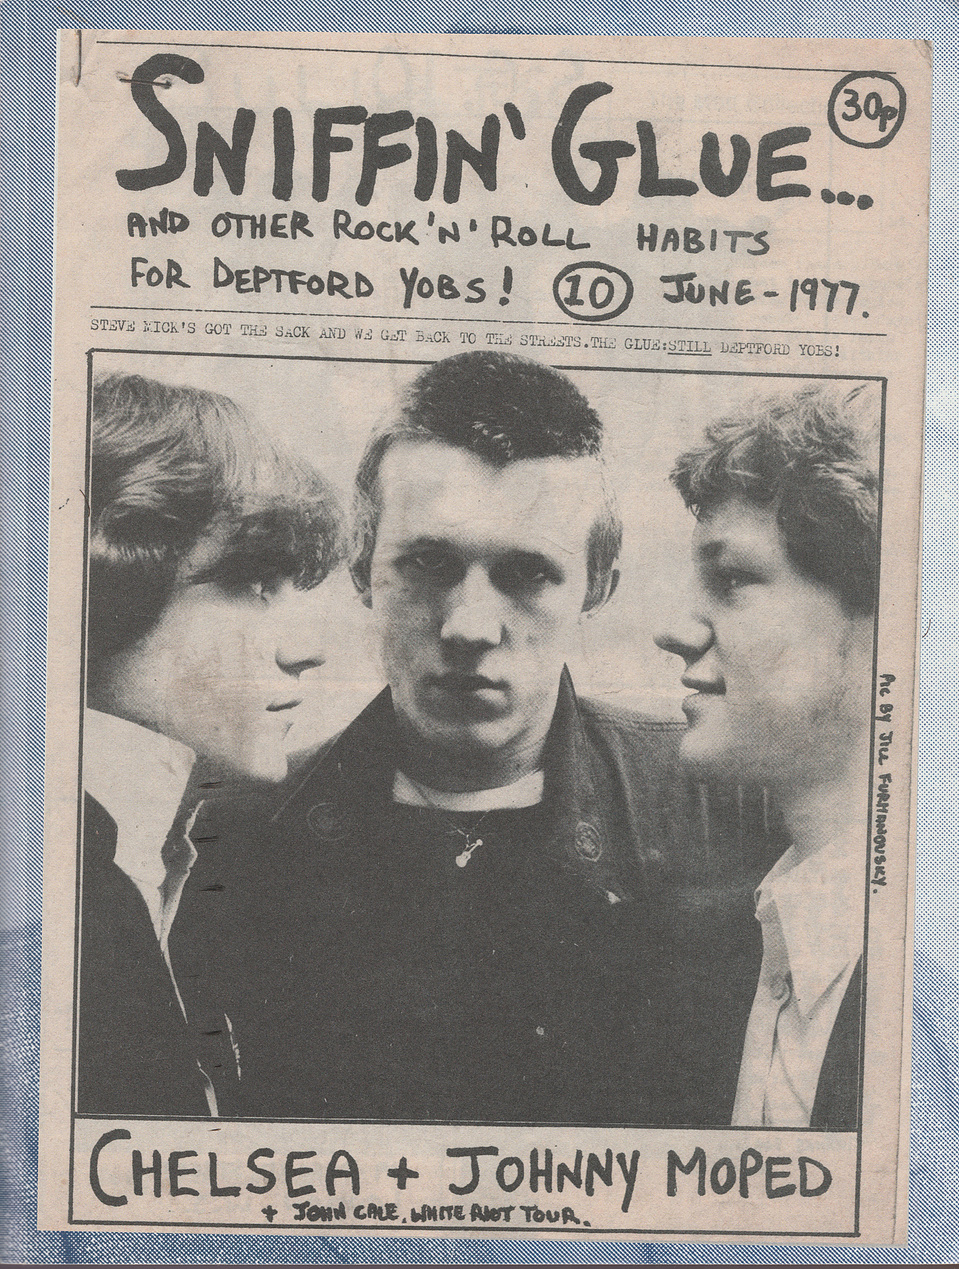 SNIFFIN' GLUE...
30p
AND OTHER ROCK 'N' ROLL HABITS
FOR DEPTFORD YOBS! 10 JUNE-1977.
STEVE MICK'S GOT THE SACK AND WE GET BACK TO THE STREETS.THE GLUE:STILL DEPTFORD YOBS!
PIC BY JILL FURMANOVSKY.
CHELSEA + JOHNNY MOPED
+ JOHN CALE, WHITE RIOT TOUR.